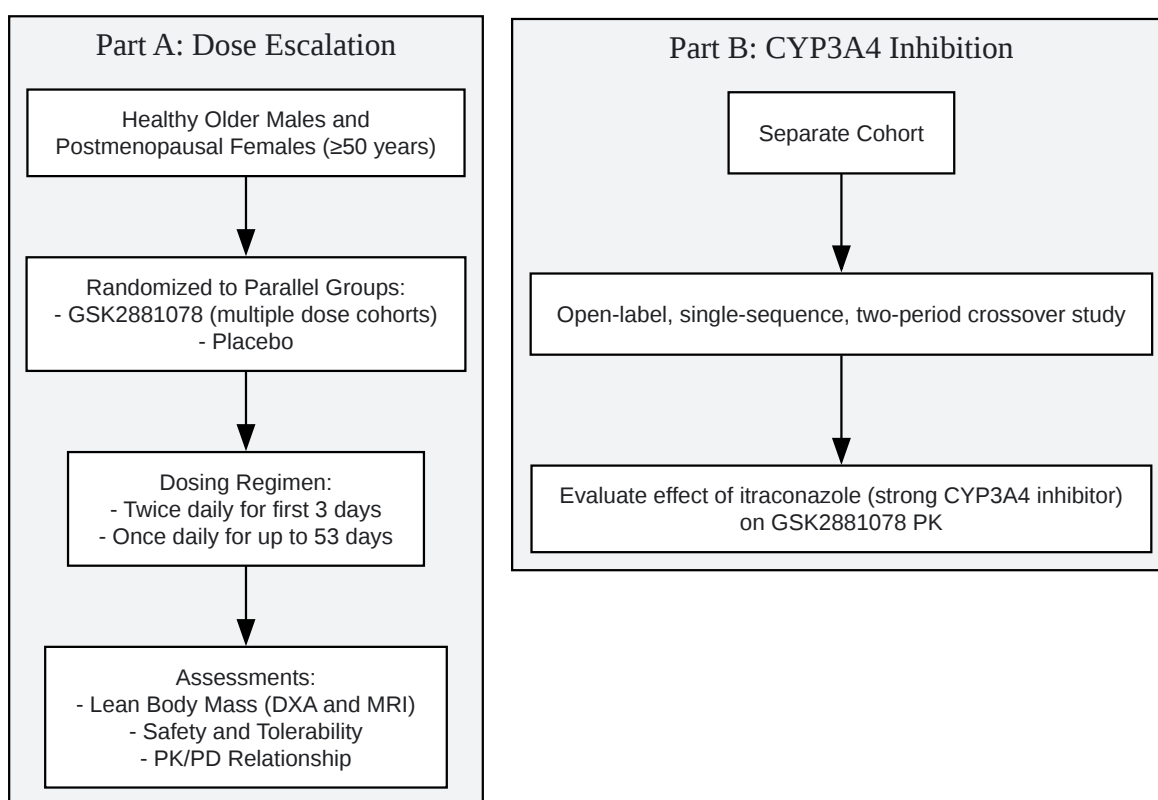 Part A: Dose Escalation
Healthy Older Males and
Postmenopausal Females (≥50 years)
Randomized to Parallel Groups:
- GSK2881078 (multiple dose cohorts)
- Placebo
Dosing Regimen:
- Twice daily for first 3 days
- Once daily for up to 53 days
Assessments:
- Lean Body Mass (DXA and MRI)
- Safety and Tolerability
- PK/PD Relationship
Part B: CYP3A4 Inhibition
Separate Cohort
Open-label, single-sequence, two-period crossover study
Evaluate effect of itraconazole (strong CYP3A4 inhibitor)
on GSK2881078 PK